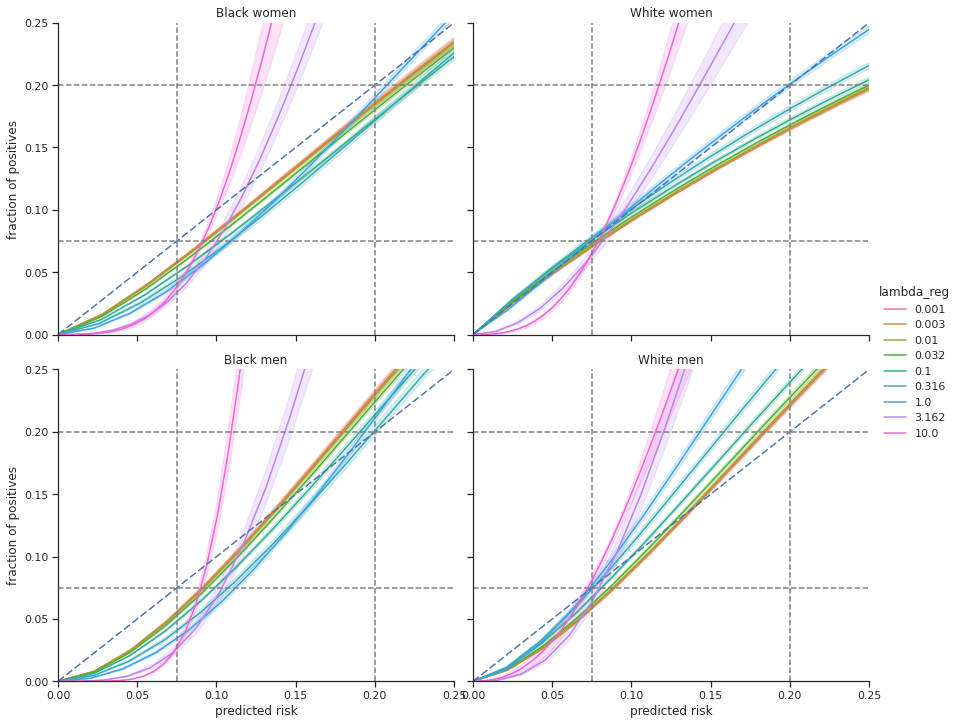 Black women
White women
0.25
0.20
0.15
0.10
0.05
0.00
fraction of positives
Black men
White men
0.25
0.20
0.15
0.10
0.05
0.00
fraction of positives
0.00 0.05 0.10 0.15 0.20 0.25
0.05 0.10 0.15 0.20 0.25
predicted risk
predicted risk
lambda_reg
0.001
0.003
0.01
0.032
0.1
0.316
1.0
3.162
10.0